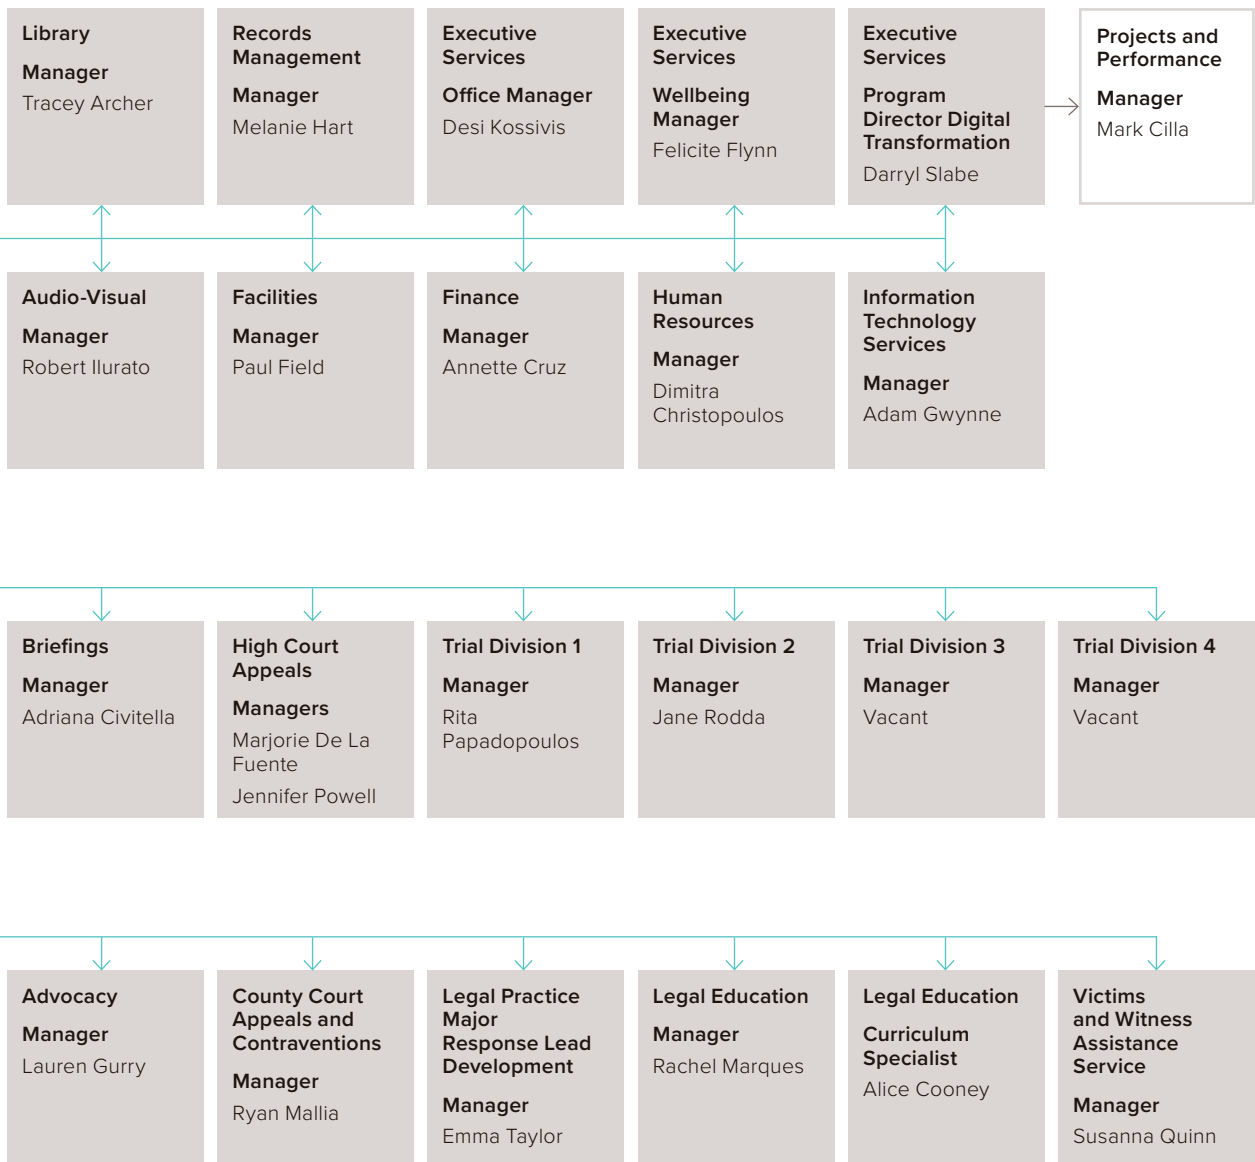 Library
Manager
Tracey Archer
Records
Management
Manager
Melanie Hart
Executive
Services
Office Manager
Desi Kossivis
Executive
Services
Wellbeing
Manager
Felicite Flynn
Executive
Services
Program
Director Digital
Transformation
Darryl Slabe
Projects and
Performance
Manager
Mark Cilla
Audio-Visual
Manager
Robert Ilurato
Facilities
Manager
Paul Field
Finance
Manager
Annette Cruz
Human
Resources
Manager
Dimitra
Christopoulos
Information
Technology
Services
Manager
Adam Gwynne
Briefings
Manager
Adriana Civitella
High Court
Appeals
Managers
Marjorie De La
Fuente
Jennifer Powell
Trial Division 1
Manager
Rita
Papadopoulos
Trial Division 2
Manager
Jane Rodda
Trial Division 3
Manager
Vacant
Trial Division 4
Manager
Vacant
Advocacy
Manager
Lauren Gurry
County Court
Appeals and
Contraventions
Manager
Ryan Mallia
Legal Practice
Major
Response Lead
Development
Manager
Emma Taylor
Legal Education
Manager
Rachel Marques
Legal Education
Curriculum
Specialist
Alice Cooney
Victims
and Witness
Assistance
Service
Manager
Susanna Quinn